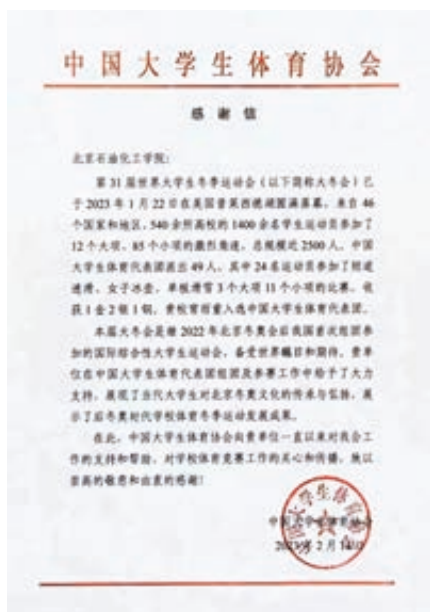 中国大学生体育协会
感谢信
北京石油化工学院：
第31届世界大学生冬季运动会（以下简称大冬会）已
于2023年1月22日在美国普莱西德湖圆满落幕。来自46
个国家和地区，540余所高校的1400余名学生运动员参加了
12个大项、85个小项的激烈角逐，总规模近2500人。中国
大学生体育代表团派出49人，其中24名运动员参加了短道
速滑、女子冰壶、单板滑雪3个大项11个小项的比赛，收
获1金2银1铜。贵校有入选中国大学生体育代表团。
本届大冬会是继2022年北京冬奥会后我国首次组团参
加的国际综合性大学生运动会，备受世界瞩目和期待。贵单
位在中国大学生体育代表团组团及参赛工作中给予了大力
支持，展现了当代大学生对北京冬奥文化的传承与弘扬，展
示了后冬奥时代学校体育冬季运动发展成果。
在此，中国大学生体育协会向贵单位一直以来对我会工
作的支持和帮助，对学校体育竞赛工作的关心和传播，致以
崇高的敬意和由衷的感谢！
中国大学生体育协会
2023年2月14日